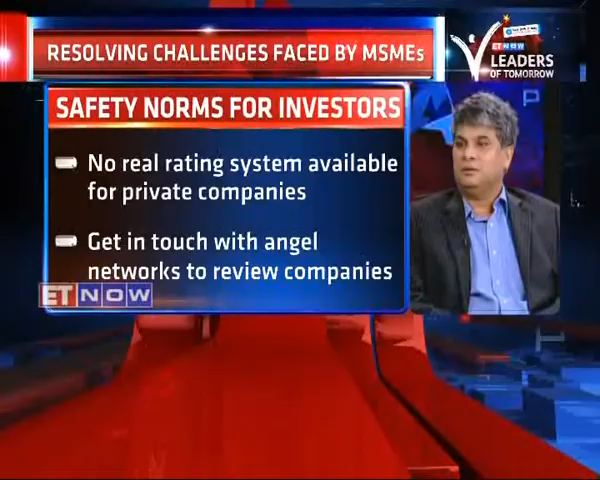 RESOLVING CHALLENGES FACED BY MSMEs
ET NOW
LEADERS
OF TOMORROW
SAFETY NORMS FOR INVESTORS
No real rating system available
for private companies
Get in touch with angel
networks to review companies
ET NOW